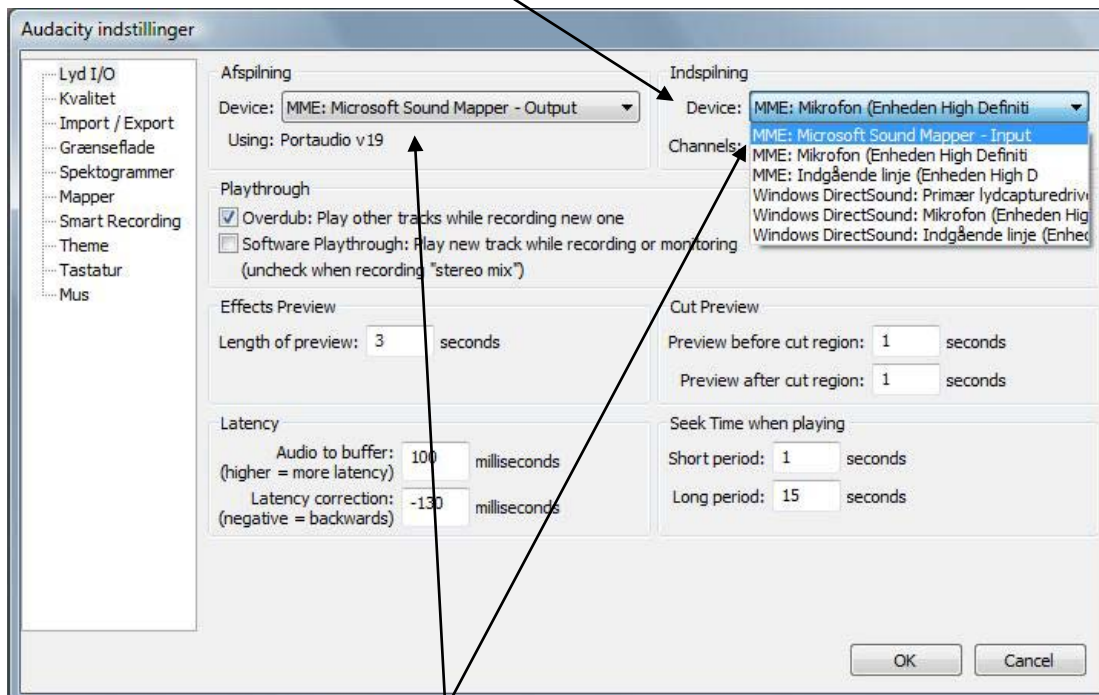 Audacity indstillinger
Lyd I/O
Kvalitet
Import / Export
Grænseflade
Spektogrammer
Mapper
Smart Recording
Theme
Tastatur
Mus
Afspilning
Device: MME: Microsoft Sound Mapper - Output
Using: Portaudio v19
Indspilning
Device: MME: Mikrofon (Enheden High Definiti
Channels:
MME: Microsoft Sound Mapper - Input
MME: Mikrofon (Enheden High Definiti
MME: Indgående linje (Enheden High D
Windows DirectSound: Primær lydcapturedrive
Windows DirectSound: Mikrofon (Enheden Hig
Windows DirectSound: Indgående linje (Enhed
Playthrough
Overdub: Play other tracks while recording new one
Software Playthrough: Play new track while recording or monitoring
(uncheck when recording "stereo mix")
Effects Preview
Length of preview: 3 seconds
Cut Preview
Preview before cut region: 1 seconds
Preview after cut region: 1 seconds
Latency
Audio to buffer: 100 milliseconds
(higher = more latency)
Latency correction: -130 milliseconds
(negative = backwards)
Seek Time when playing
Short period: 1 seconds
Long period: 15 seconds
OK
Cancel